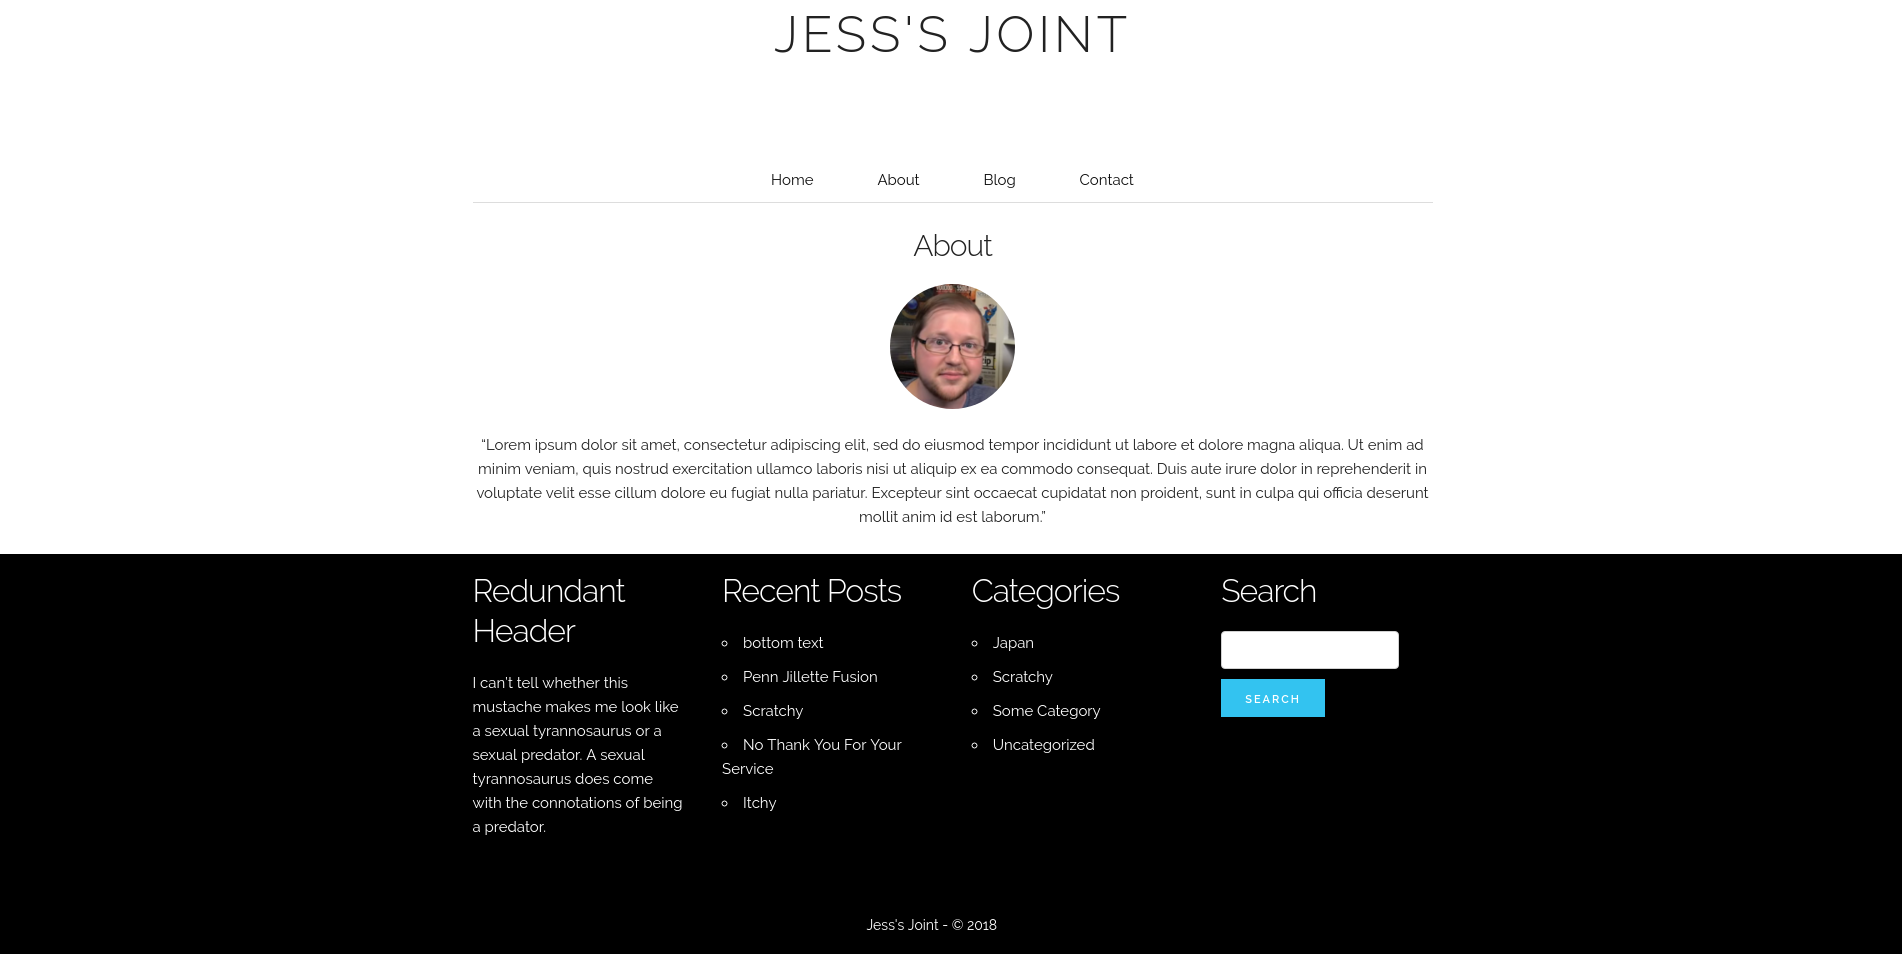 JESS'S JOINT
Home
About
Blog
Contact
About
“Lorem ipsum dolor sit amet, consectetur adipiscing elit, sed do eiusmod tempor incididunt ut labore et dolore magna aliqua. Ut enim ad
minim veniam, quis nostrud exercitation ullamco laboris nisi ut aliquip ex ea commodo consequat. Duis aute irure dolor in reprehenderit in
voluptate velit esse cillum dolore eu fugiat nulla pariatur. Excepteur sint occaecat cupidatat non proident, sunt in culpa qui officia deserunt
mollit anim id est laborum.”
Redundant
Header
I can’t tell whether this
mustache makes me look like
a sexual tyrannosaurus or a
sexual predator. A sexual
tyrannosaurus does come
with the connotations of being
a predator.
Recent Posts
bottom text
Penn Jillette Fusion
Scratchy
No Thank You For Your
Service
Itchy
Categories
Japan
Scratchy
Some Category
Uncategorized
Search
SEARCH
Jess's Joint - © 2018